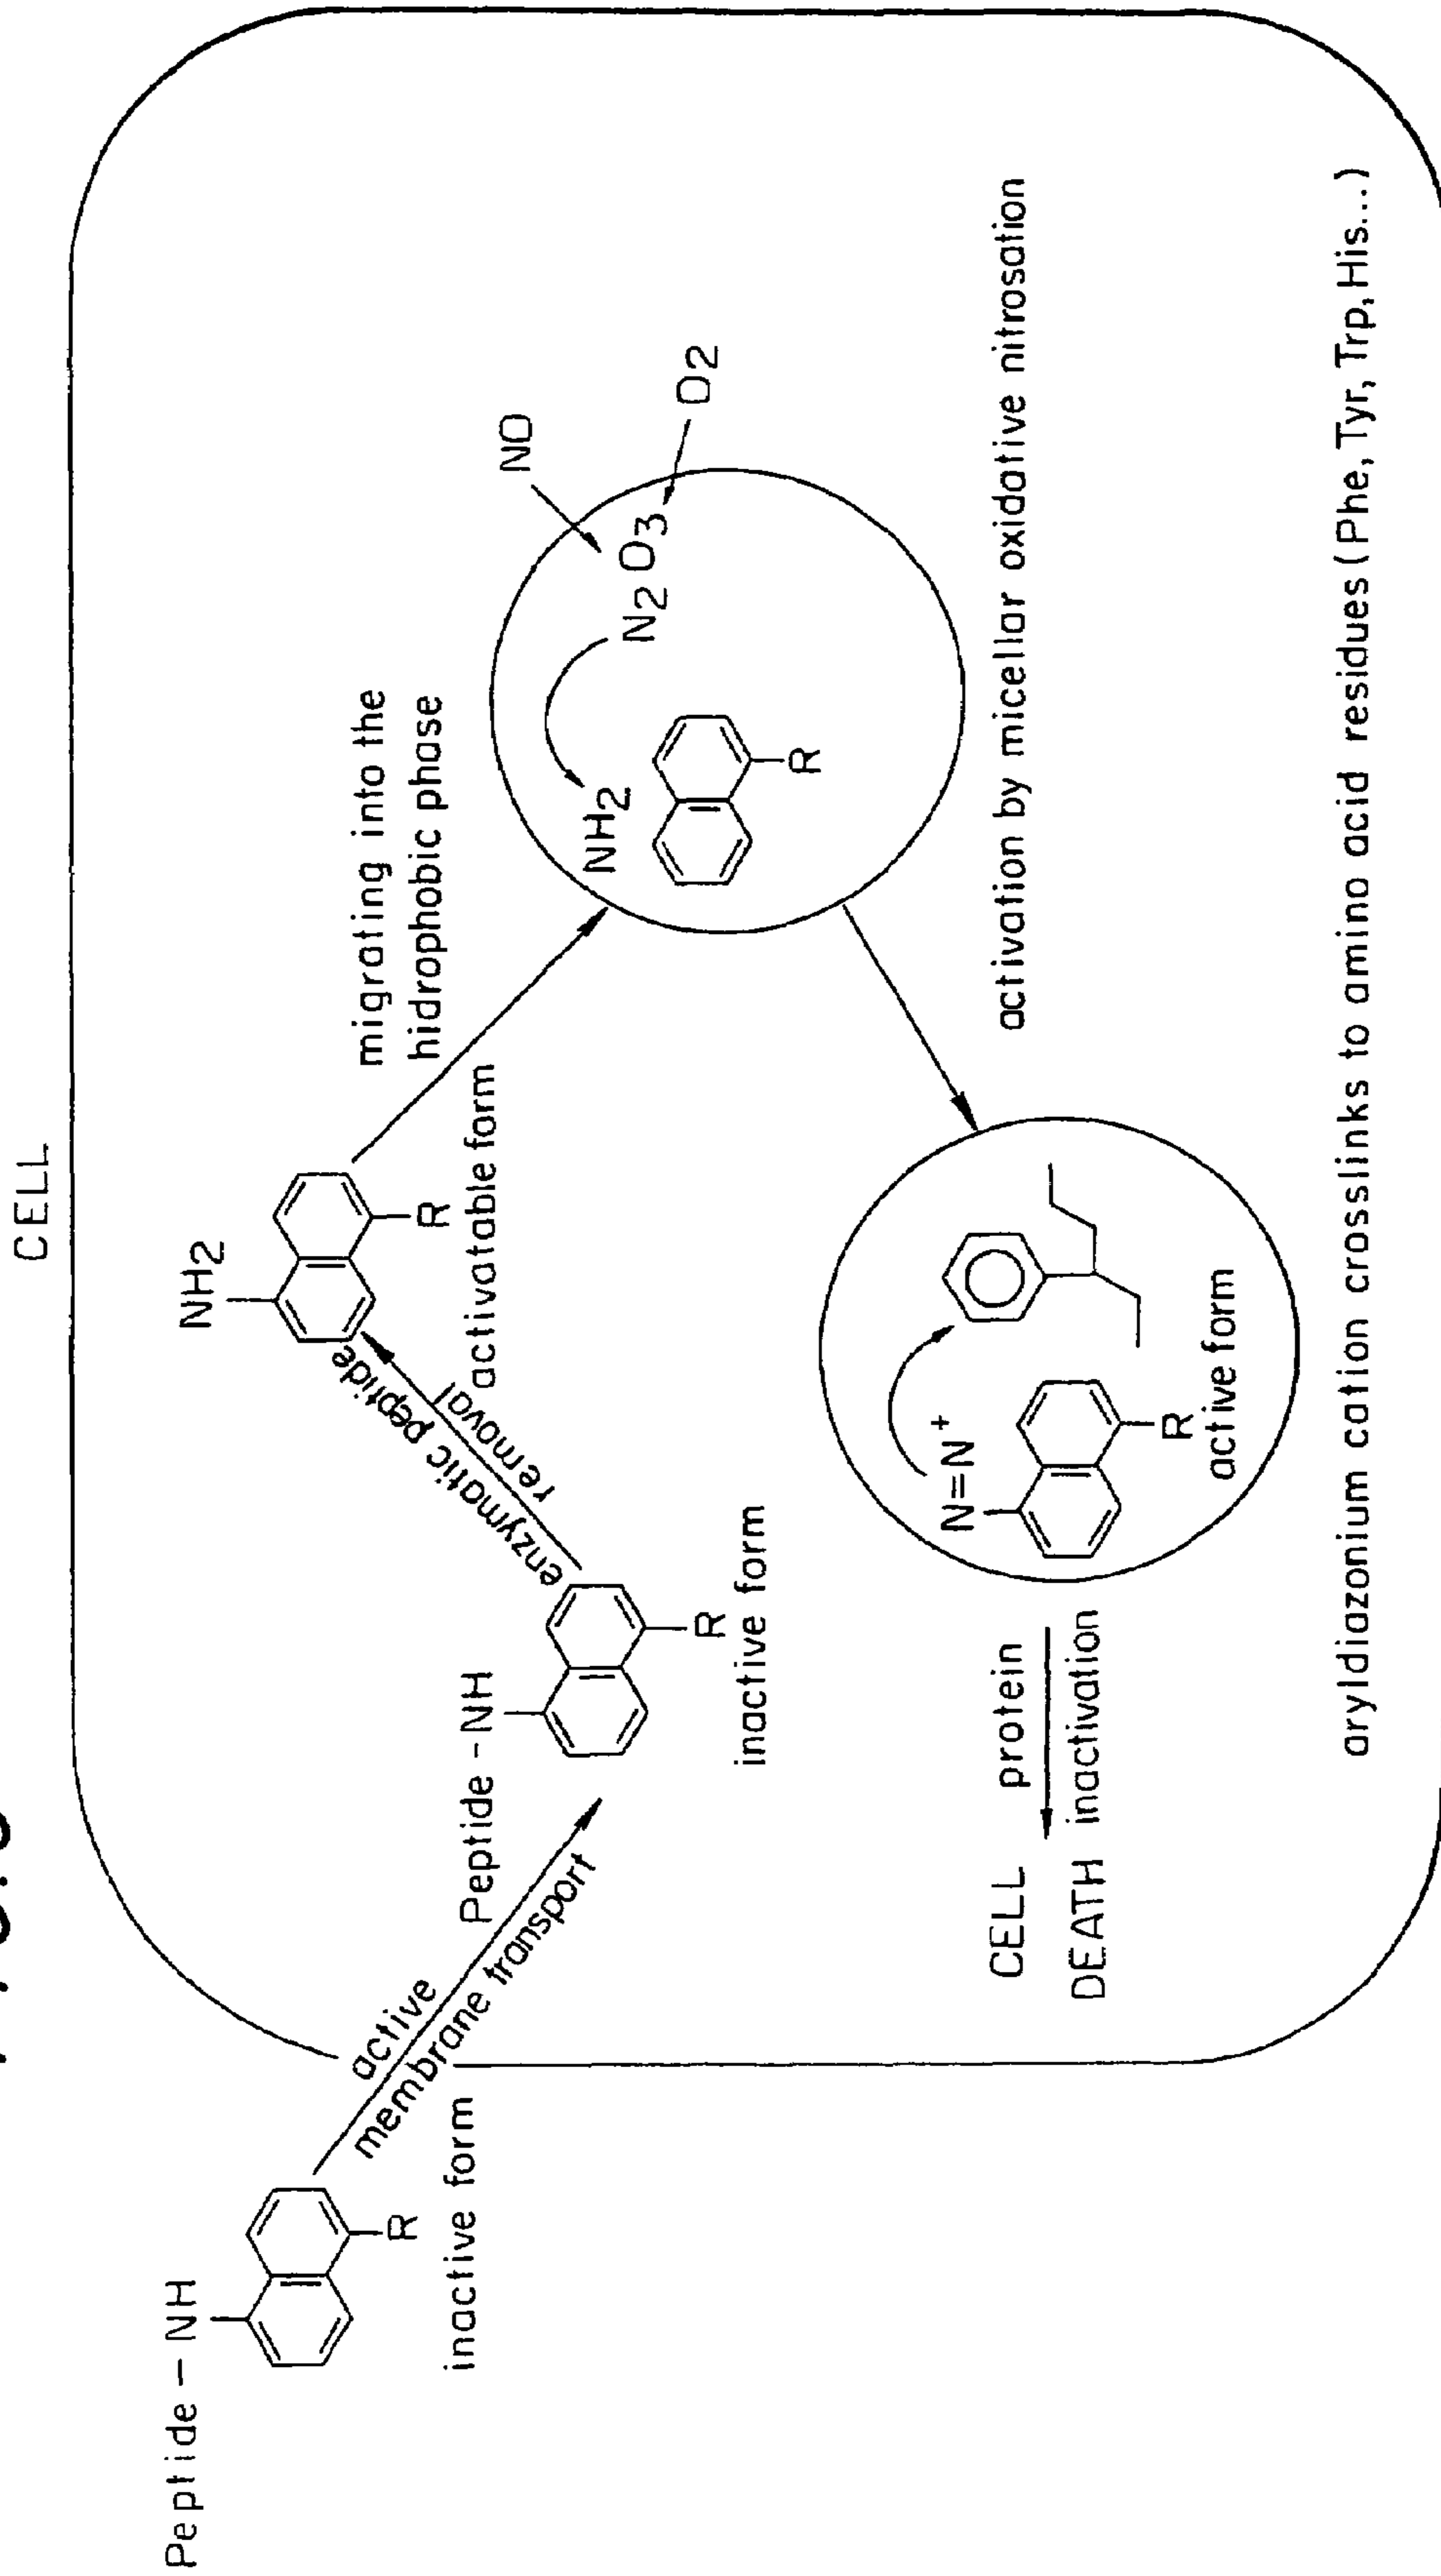 CELL
Peptide-NH
R
inactive form
active
membrane transport
Peptide-NH
R
inactive form
enzymatic peptide
removal
NH2
R
activatable form
migrating into the
hidrophobic phase
NO
O2
N2O3
NH2
R
activation by micellar oxidative nitrosation
N=N+
R
active form
protein
inactivation
CELL
DEATH
aryldiazonium cation crosslinks to amino acid residues (Phe, Tyr, Trp, His...)